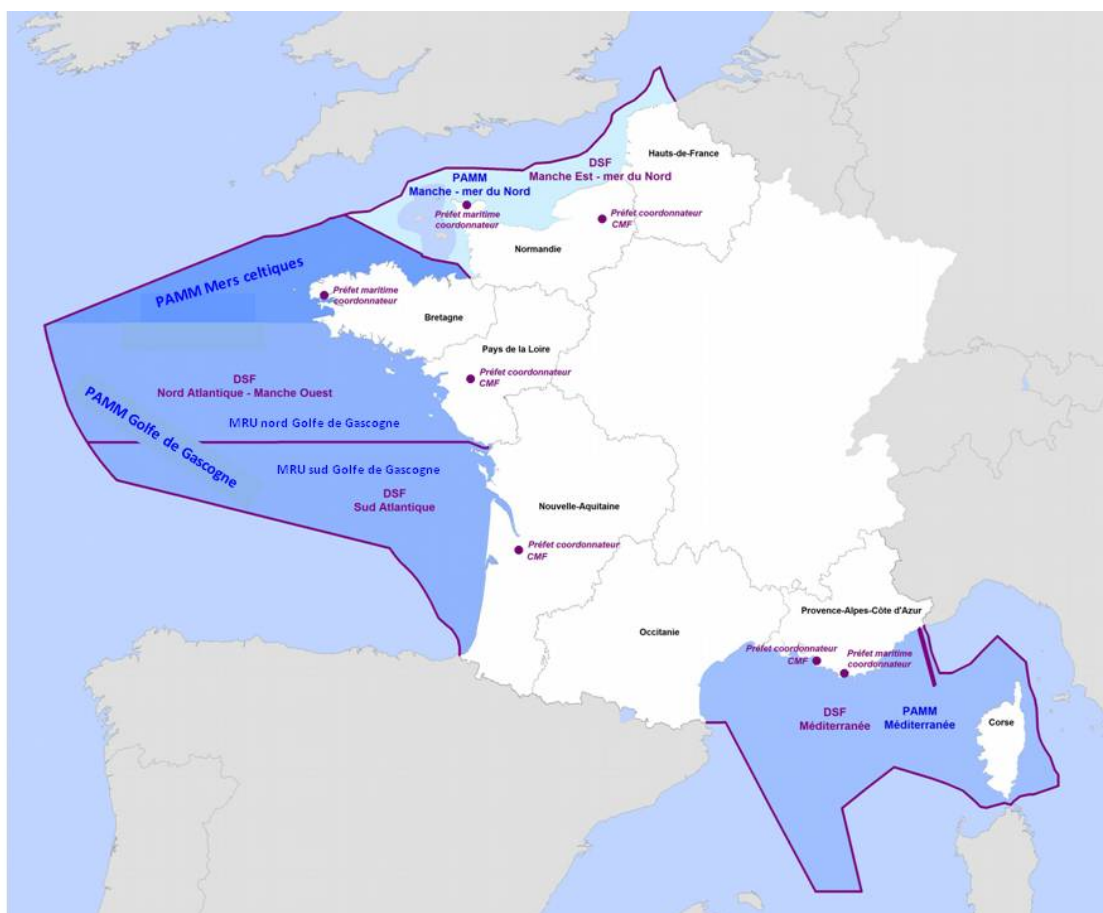 Hauts-de-France
DSF
Manche Est - mer du Nord
PAMM
Manche - mer du Nord
Préfet maritime
coordonnateur
Préfet coordonnateur
CMF
Normandie
PAMM Mers celtiques
Préfet maritime
coordonnateur
Bretagne
Pays de la Loire
Préfet coordonnateur
CMF
DSF
Nord Atlantique - Manche Ouest
PAMM Golfe de Gascogne
MRU nord Golfe de Gascogne
MRU sud Golfe de Gascogne
DSF
Sud Atlantique
Nouvelle-Aquitaine
Préfet coordonnateur
CMF
Provence-Alpes-Côte d'Azur
Occitanie
Préfet coordonnateur
CMF
Préfet maritime
coordonnateur
DSF
Méditerranée
PAMM
Méditerranée
Corse